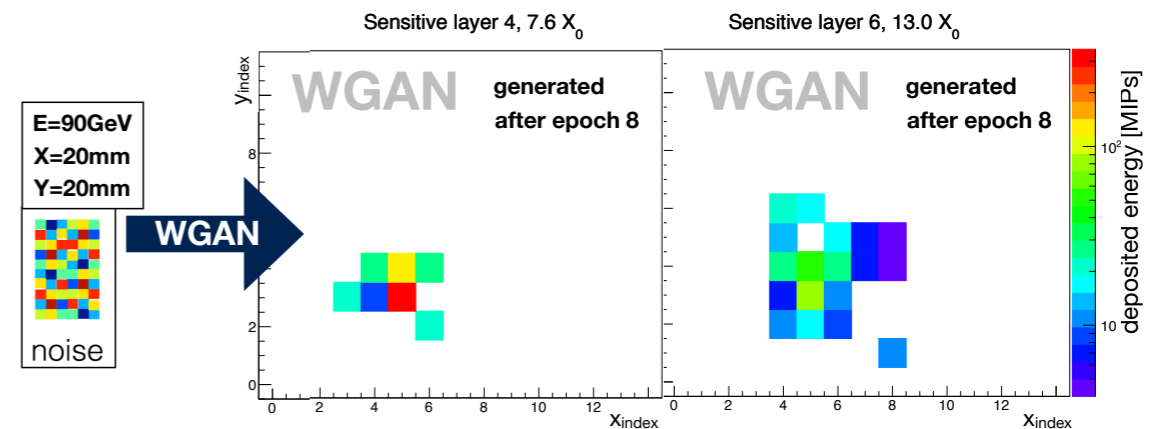 Sensitive layer 4, 7.6 X0
Sensitive layer 6, 13.0 X0
E=90GeV
X=20mm
Y=20mm
noise
WGAN
yindex
WGAN
generated
after epoch 8
8
2
0
0 2 4 6 8 10 12
xindex
WGAN
generated
after epoch 8
0 2 4 6 8 10 12
xindex
10²
10
deposited energy [MIPs]